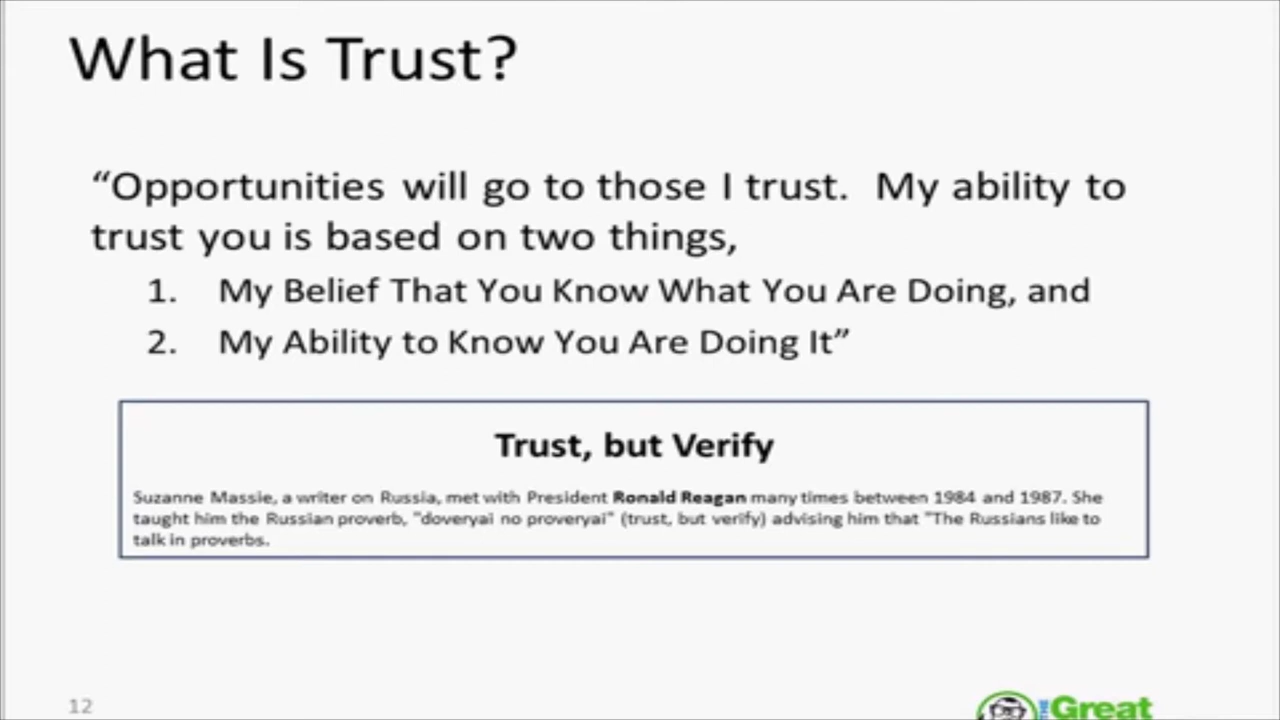 What Is Trust?
“Opportunities will go to those I trust. My ability to
trust you is based on two things,
1. My Belief That You Know What You Are Doing, and
2. My Ability to Know You Are Doing It”
Trust, but Verify
Suzanne Massie, a writer on Russia, met with President Ronald Reagan many times between 1984 and 1987. She
taught him the Russian proverb, "doveryai no proveryai" (trust, but verify) advising him that "The Russians like to
talk in proverbs.
12
THE Great